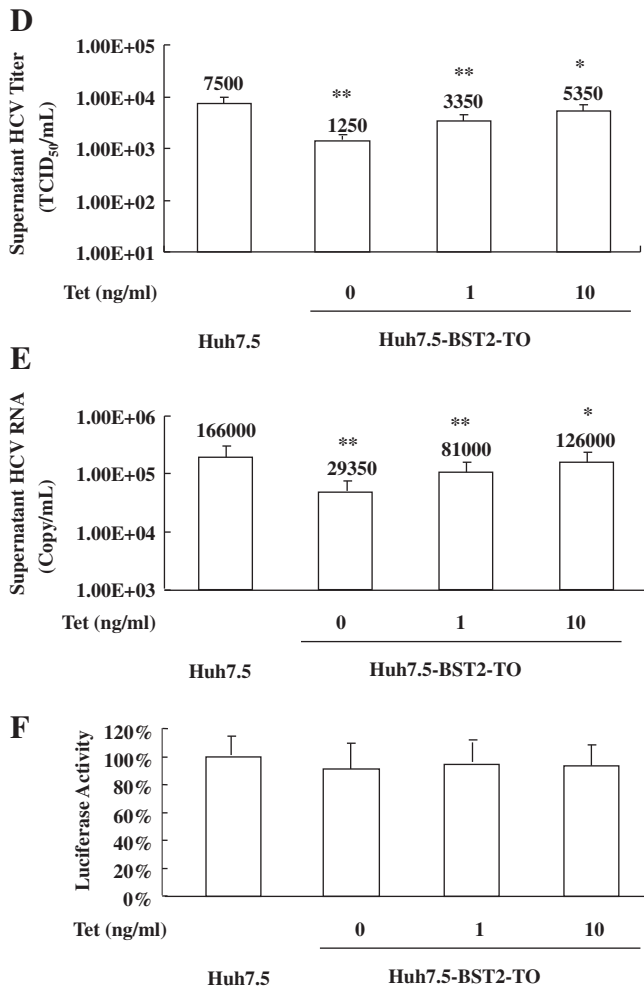 D
Supernatant HCV Titer
(TCID50/mL)
1.00E+05
1.00E+04
1.00E+03
1.00E+02
1.00E+01
7500
**
1250
**
3350
*
5350
Tet (ng/ml)
0
1
10
Huh7.5
Huh7.5-BST2-TO
E
Supernatant HCV RNA
(Copy/mL)
1.00E+06
1.00E+05
1.00E+04
1.00E+03
166000
**
29350
**
81000
*
126000
Tet (ng/ml)
0
1
10
Huh7.5
Huh7.5-BST2-TO
F
Luciferase Activity
120%
100%
80%
60%
40%
20%
0%
Tet (ng/ml)
0
1
10
Huh7.5
Huh7.5-BST2-TO